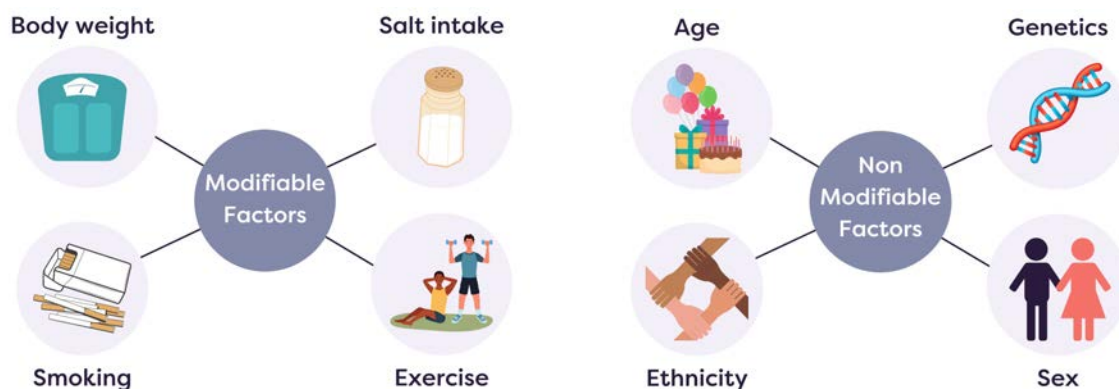 Body weight
Salt intake
Age
Genetics
Modifiable
Factors
Non
Modifiable
Factors
Smoking
Exercise
Ethnicity
Sex